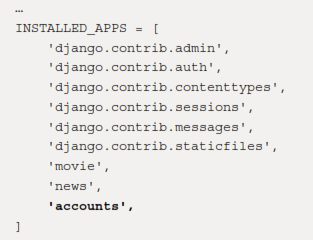 …
INSTALLED_APPS = [
    'django.contrib.admin',
    'django.contrib.auth',
    'django.contrib.contenttypes',
    'django.contrib.sessions',
    'django.contrib.messages',
    'django.contrib.staticfiles',
    'movie',
    'news',
    'accounts',
]